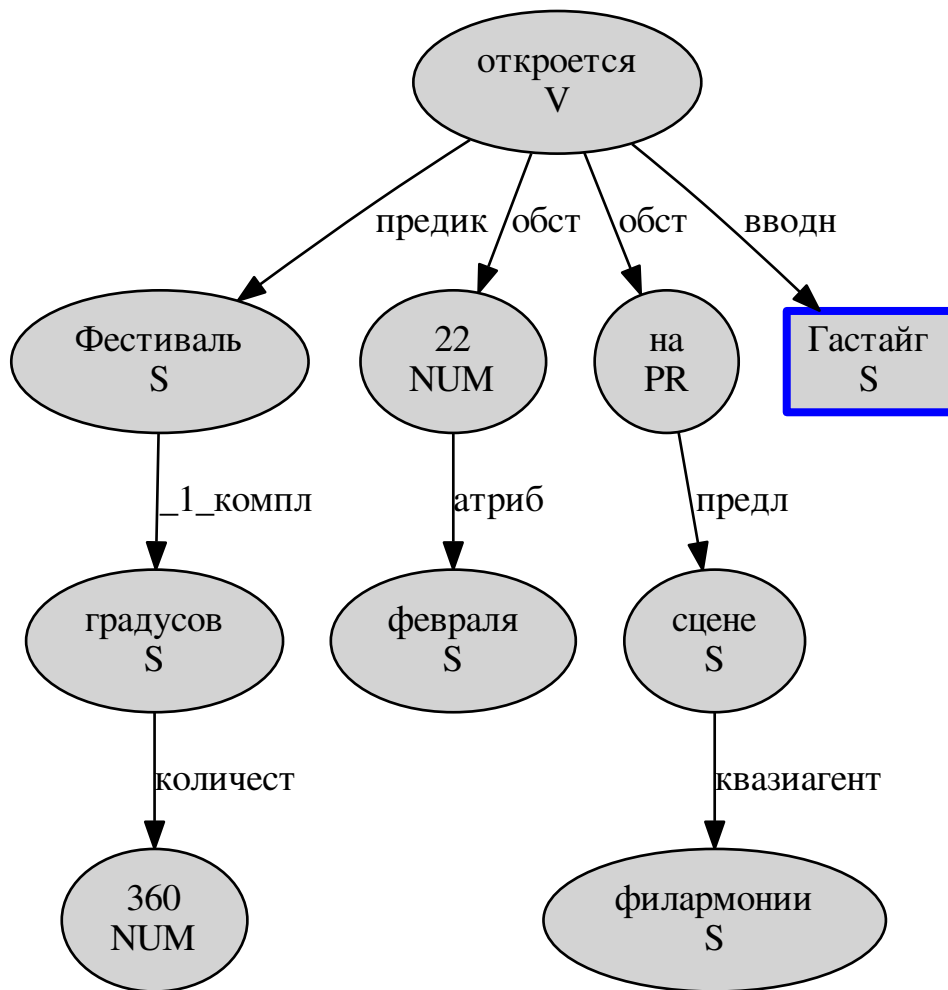 откроется
V
предик
обст
обст
вводн
Фестиваль
S
22
NUM
на
PR
Гастайг
S
_1_компл
атриб
предл
градусов
S
февраля
S
сцене
S
количест
квазиагент
360
NUM
филармонии
S